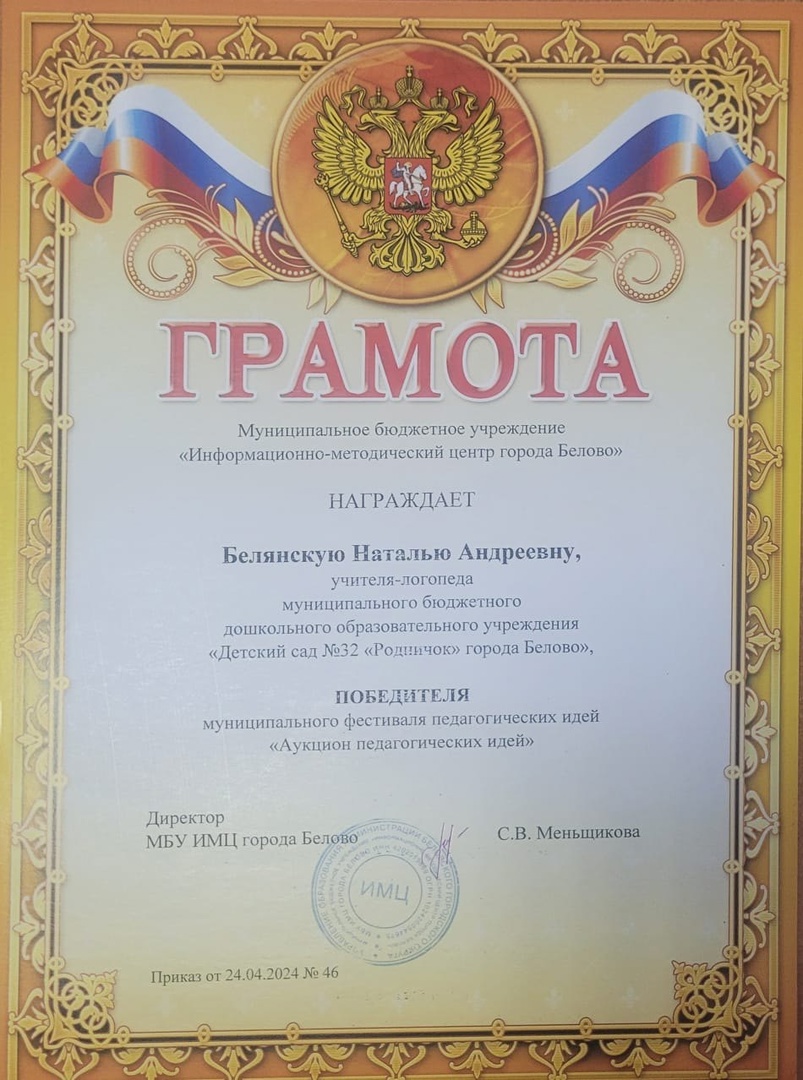 ГРАМОТА
Муниципальное бюджетное учреждение
«Информационно-методический центр города Белово»
НАГРАЖДАЕТ
Белянскую Наталью Андреевну,
учителя-логопеда
муниципального бюджетного
дошкольного образовательного учреждения
«Детский сад №32 «Родничок» города Белово»,
ПОБЕДИТЕЛЯ
муниципального фестиваля педагогических идей
«Аукцион педагогических идей»
Директор
МБУ ИМЦ города Белово
С.В. Меньщикова
ИМЦ
Приказ от 24.04.2024 № 46